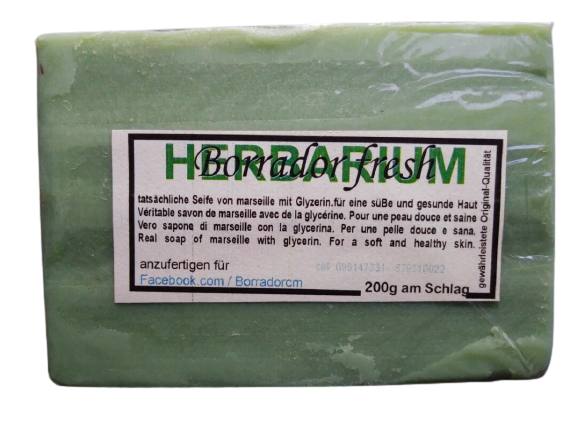 HERBARIUM
Borrador fresh
tatsächliche Seife von marseille mit Glyzerin.für eine süBe und gesunde Haut
Véritable savon de marseille avec de la glycérine. Pour une peau douce et saine
Vero sapone di marseille con la glycerina. Per une pelle douce e sana.
Real soap of marseille with glycerin. For a soft and healthy skin.
anzufertigen für
Facebook.com / Borradorcm
200g am Schlag
gewährleistete Original-Qualität